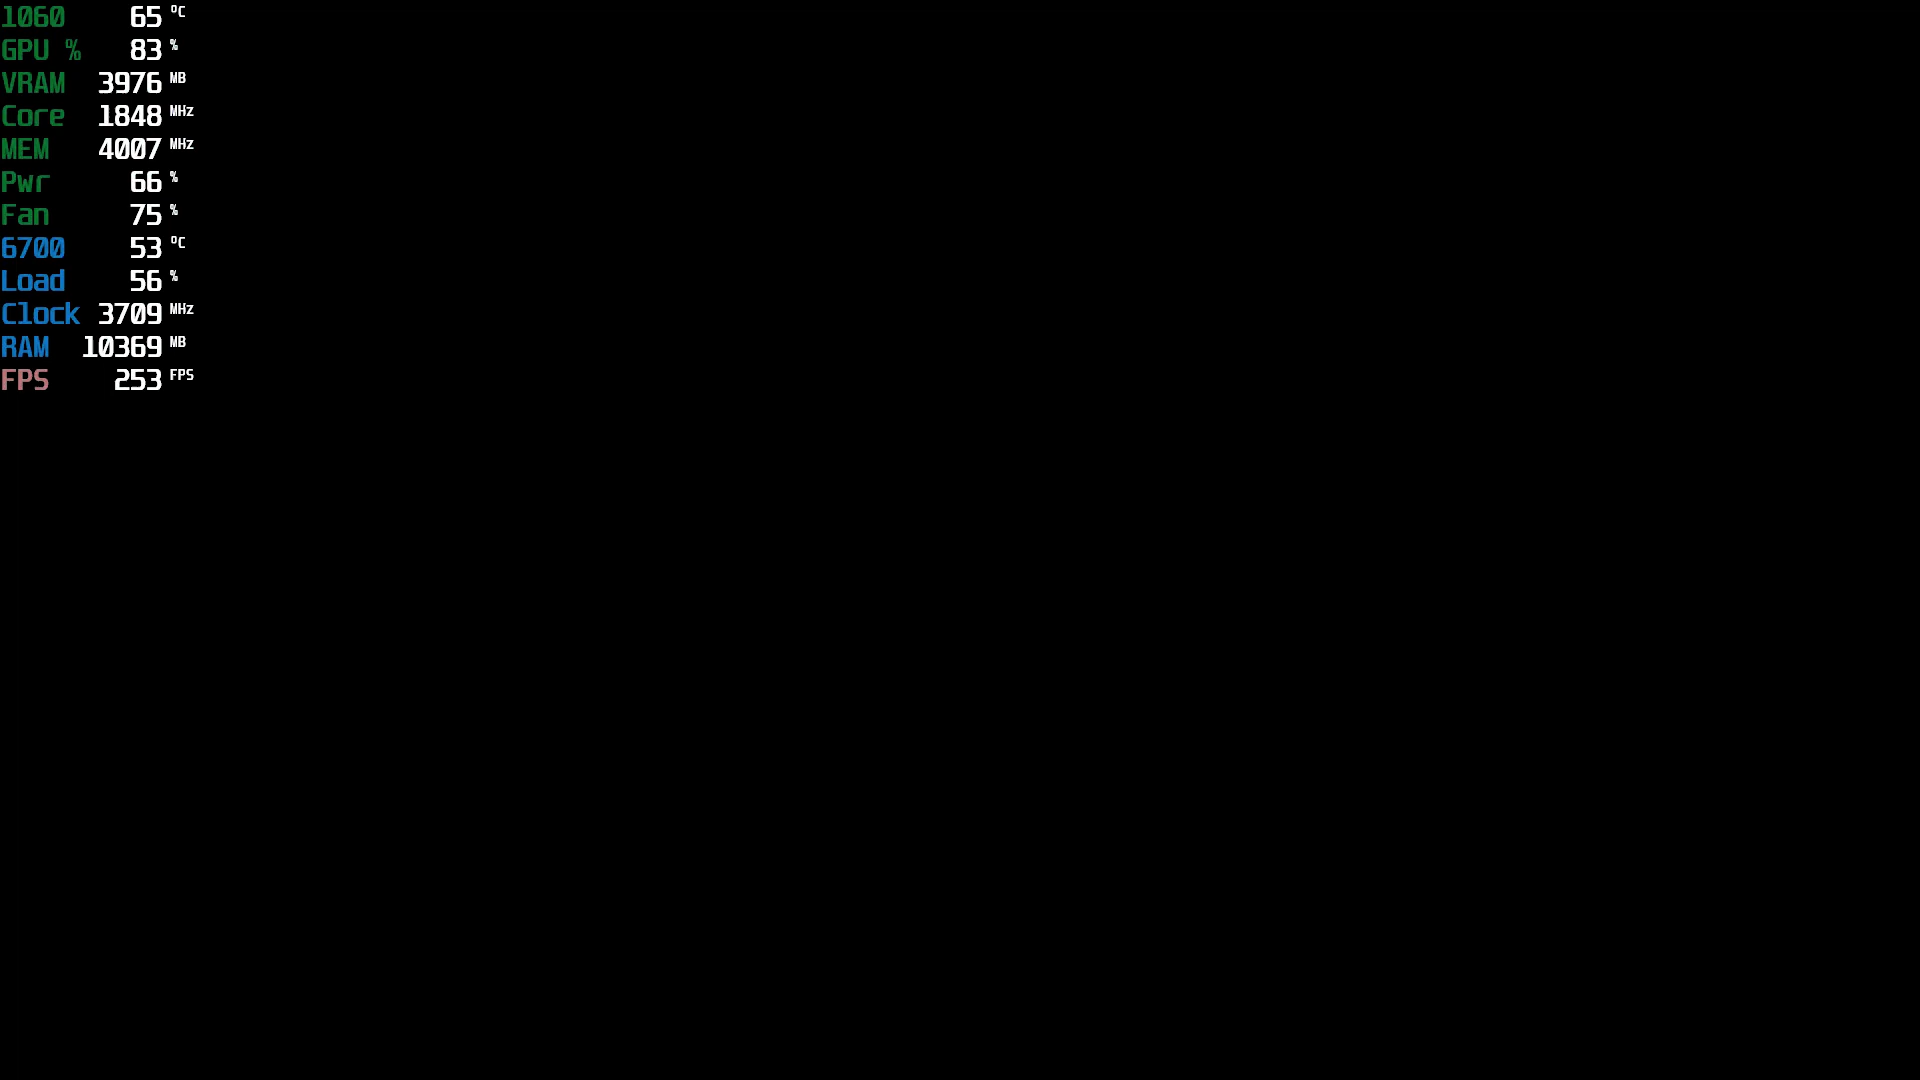 1060 65 °C
GPU % 83 %
VRAM 3976 MB
Core 1848 MHz
MEM 4007 MHz
Pwr 66 %
Fan 75 %
6700 53 °C
Load 56 %
Clock 3709 MHz
RAM 10369 MB
FPS 253 FPS